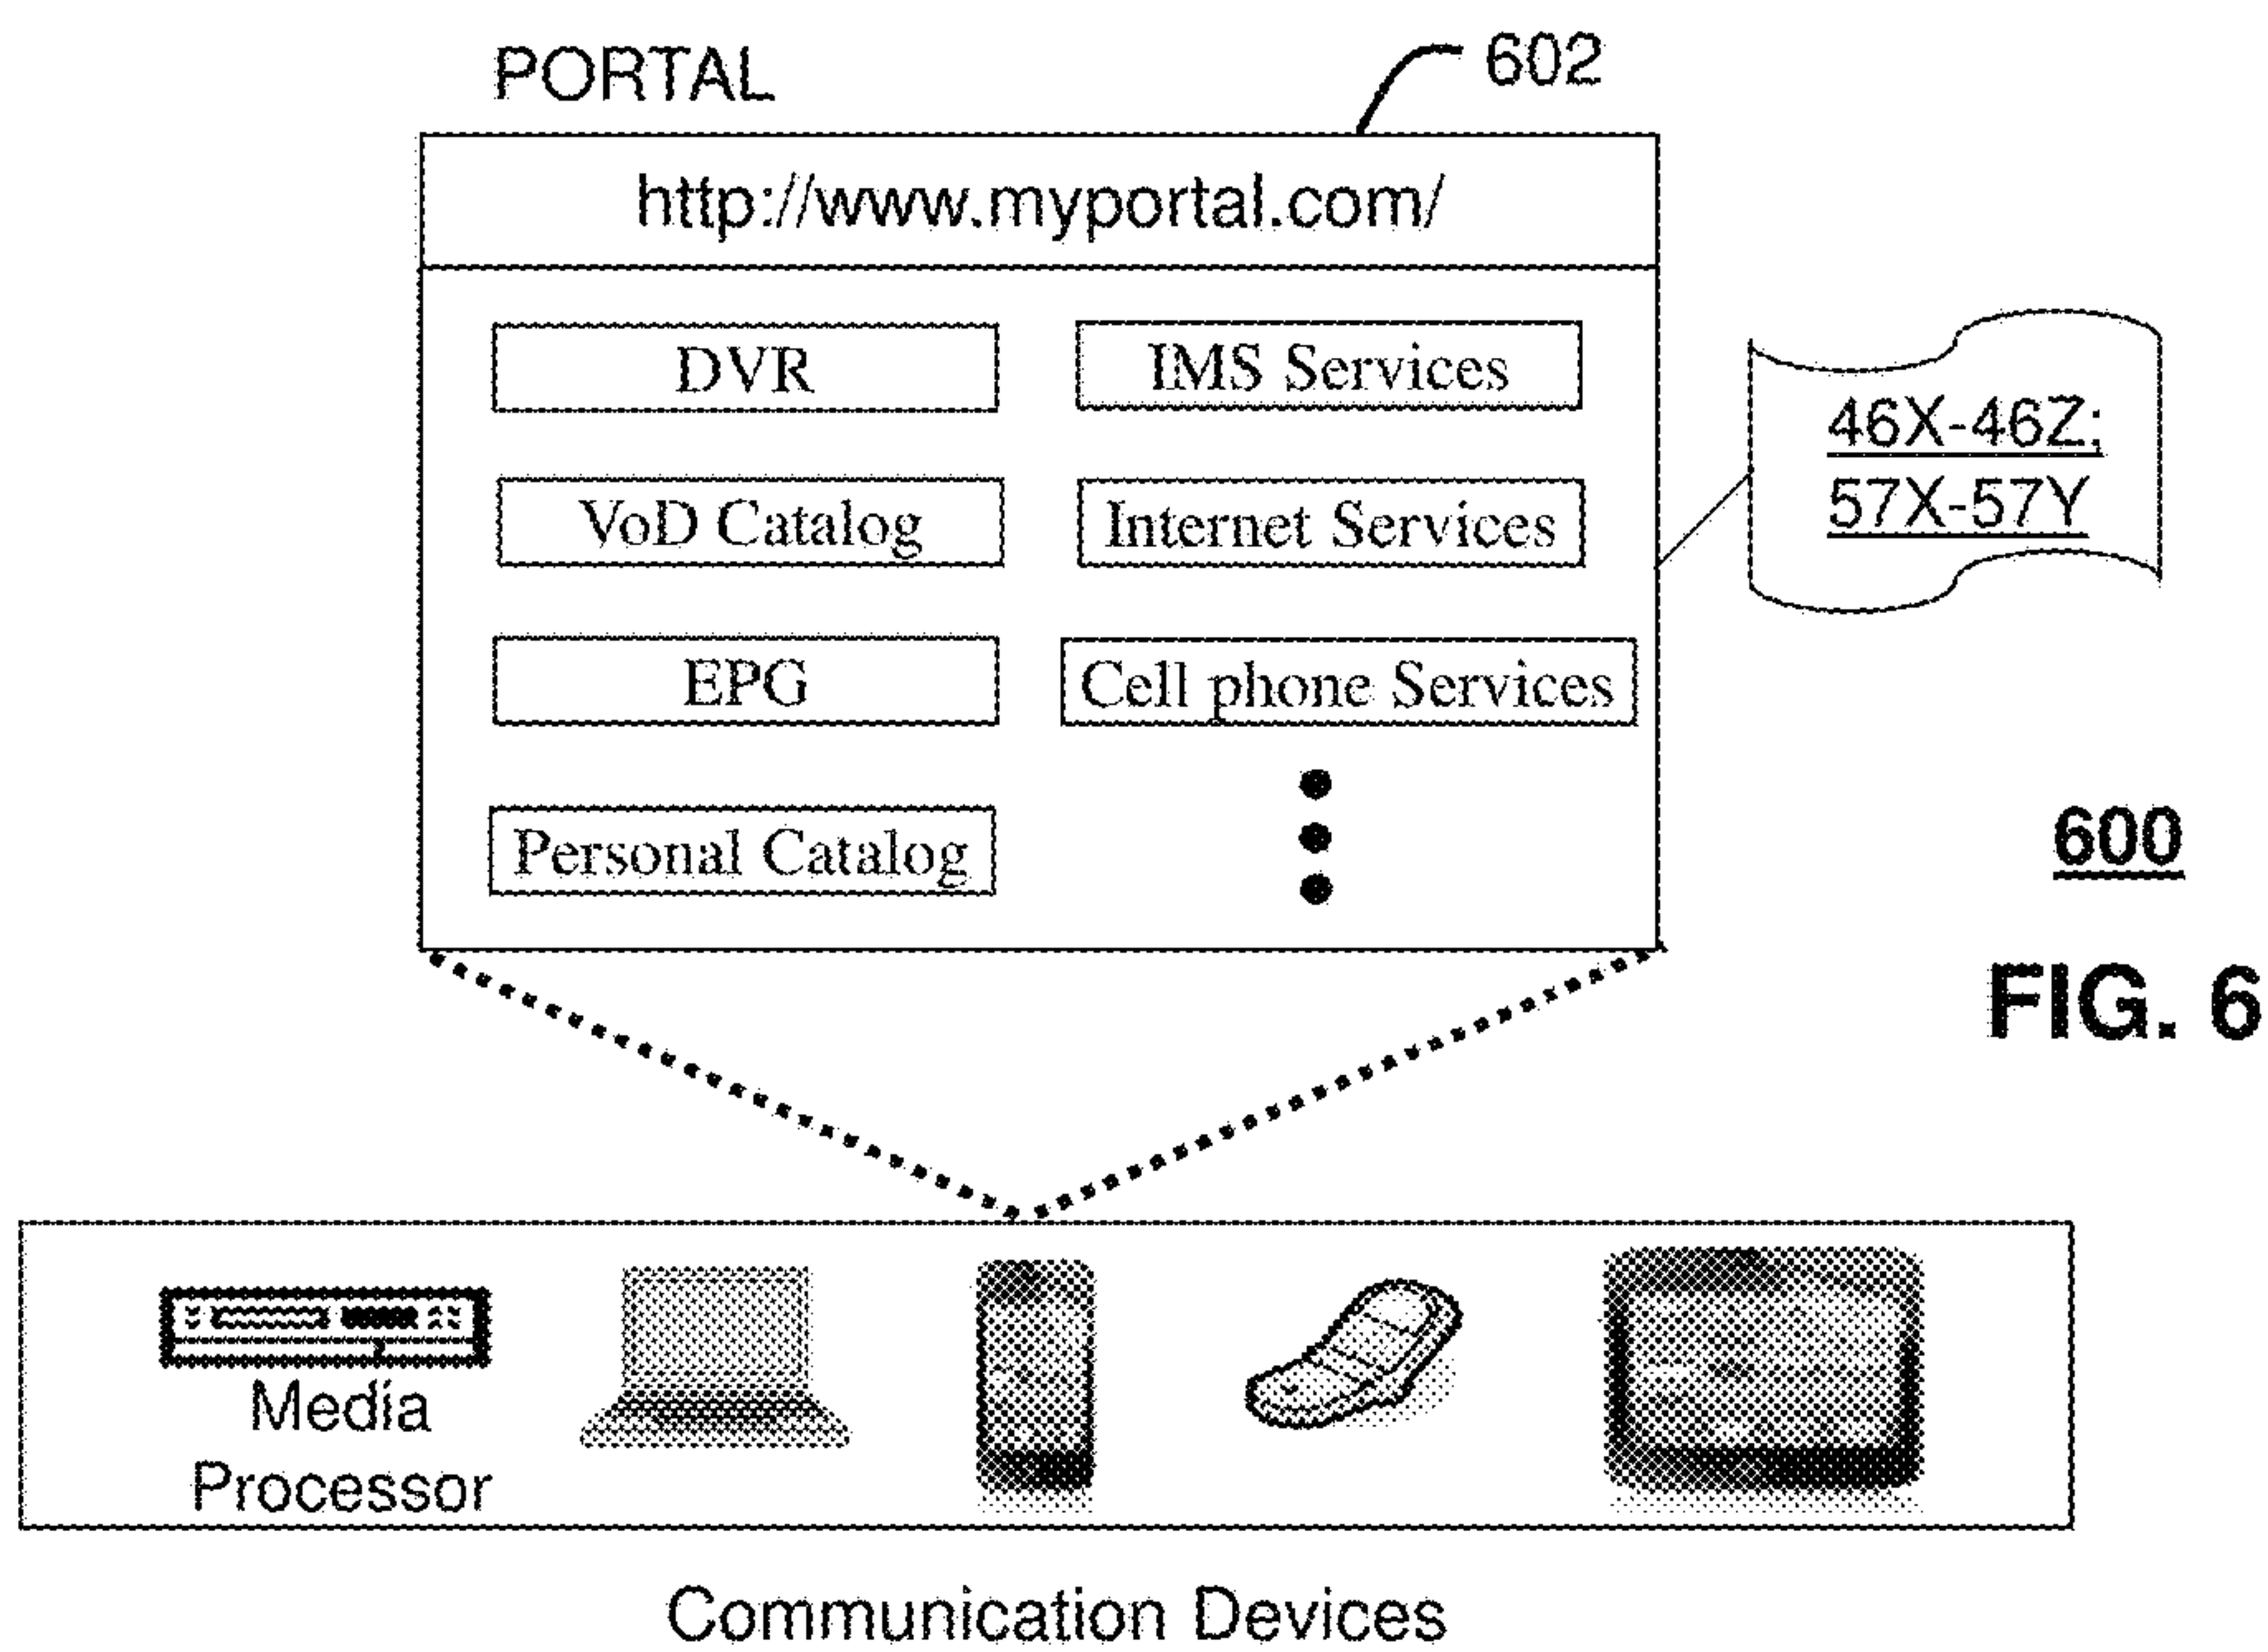 PORTAL
602
http://www.myportal.com/
DVR
IMS Services
46X-46Z;
57X-57Y
VoD Catalog
Internet Services
EPG
Cell phone Services
Personal Catalog
600
FIG. 6
Media
Processor
Communication Devices